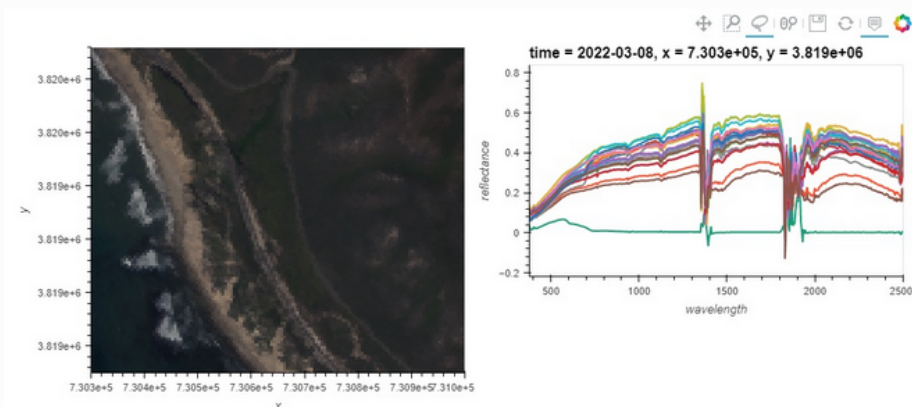 time = 2022-03-08, x = 7.303e+05, y = 3.819e+06
3.820e+6
3.820e+6
3.819e+6
3.819e+6
3.819e+6
3.819e+6
y
7.303e+5 7.304e+5 7.305e+5 7.306e+5 7.307e+5 7.308e+5 7.309e+5 7.310e+5
x
0.8
0.6
0.4
0.2
0
−0.2
reflectance
500 1000 1500 2000 2500
wavelength